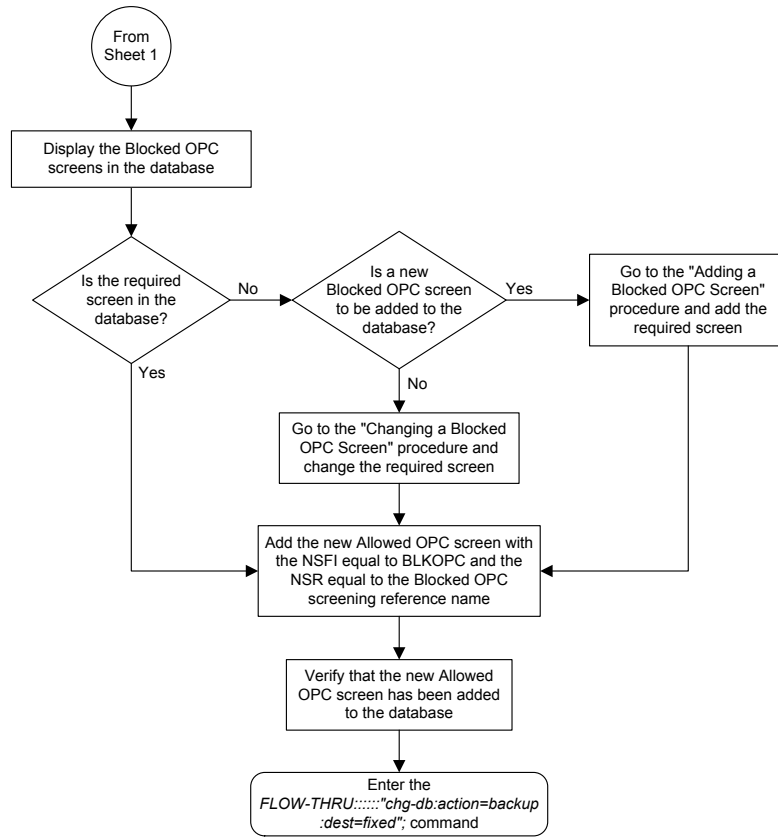 From
Sheet 1
Display the Blocked OPC
screens in the database
Is the required
screen in the
database?
No
Yes
Is a new
Blocked OPC screen
to be added to the
database?
Yes
No
Go to the "Adding a
Blocked OPC Screen"
procedure and add the
required screen
Go to the "Changing a Blocked
OPC Screen" procedure and
change the required screen
Add the new Allowed OPC screen with
the NSFI equal to BLKOPC and the
NSR equal to the Blocked OPC
screening reference name
Verify that the new Allowed
OPC screen has been added
to the database
Enter the
FLOW-THRU::::::"chg-db:action=backup
:dest=fixed"; command